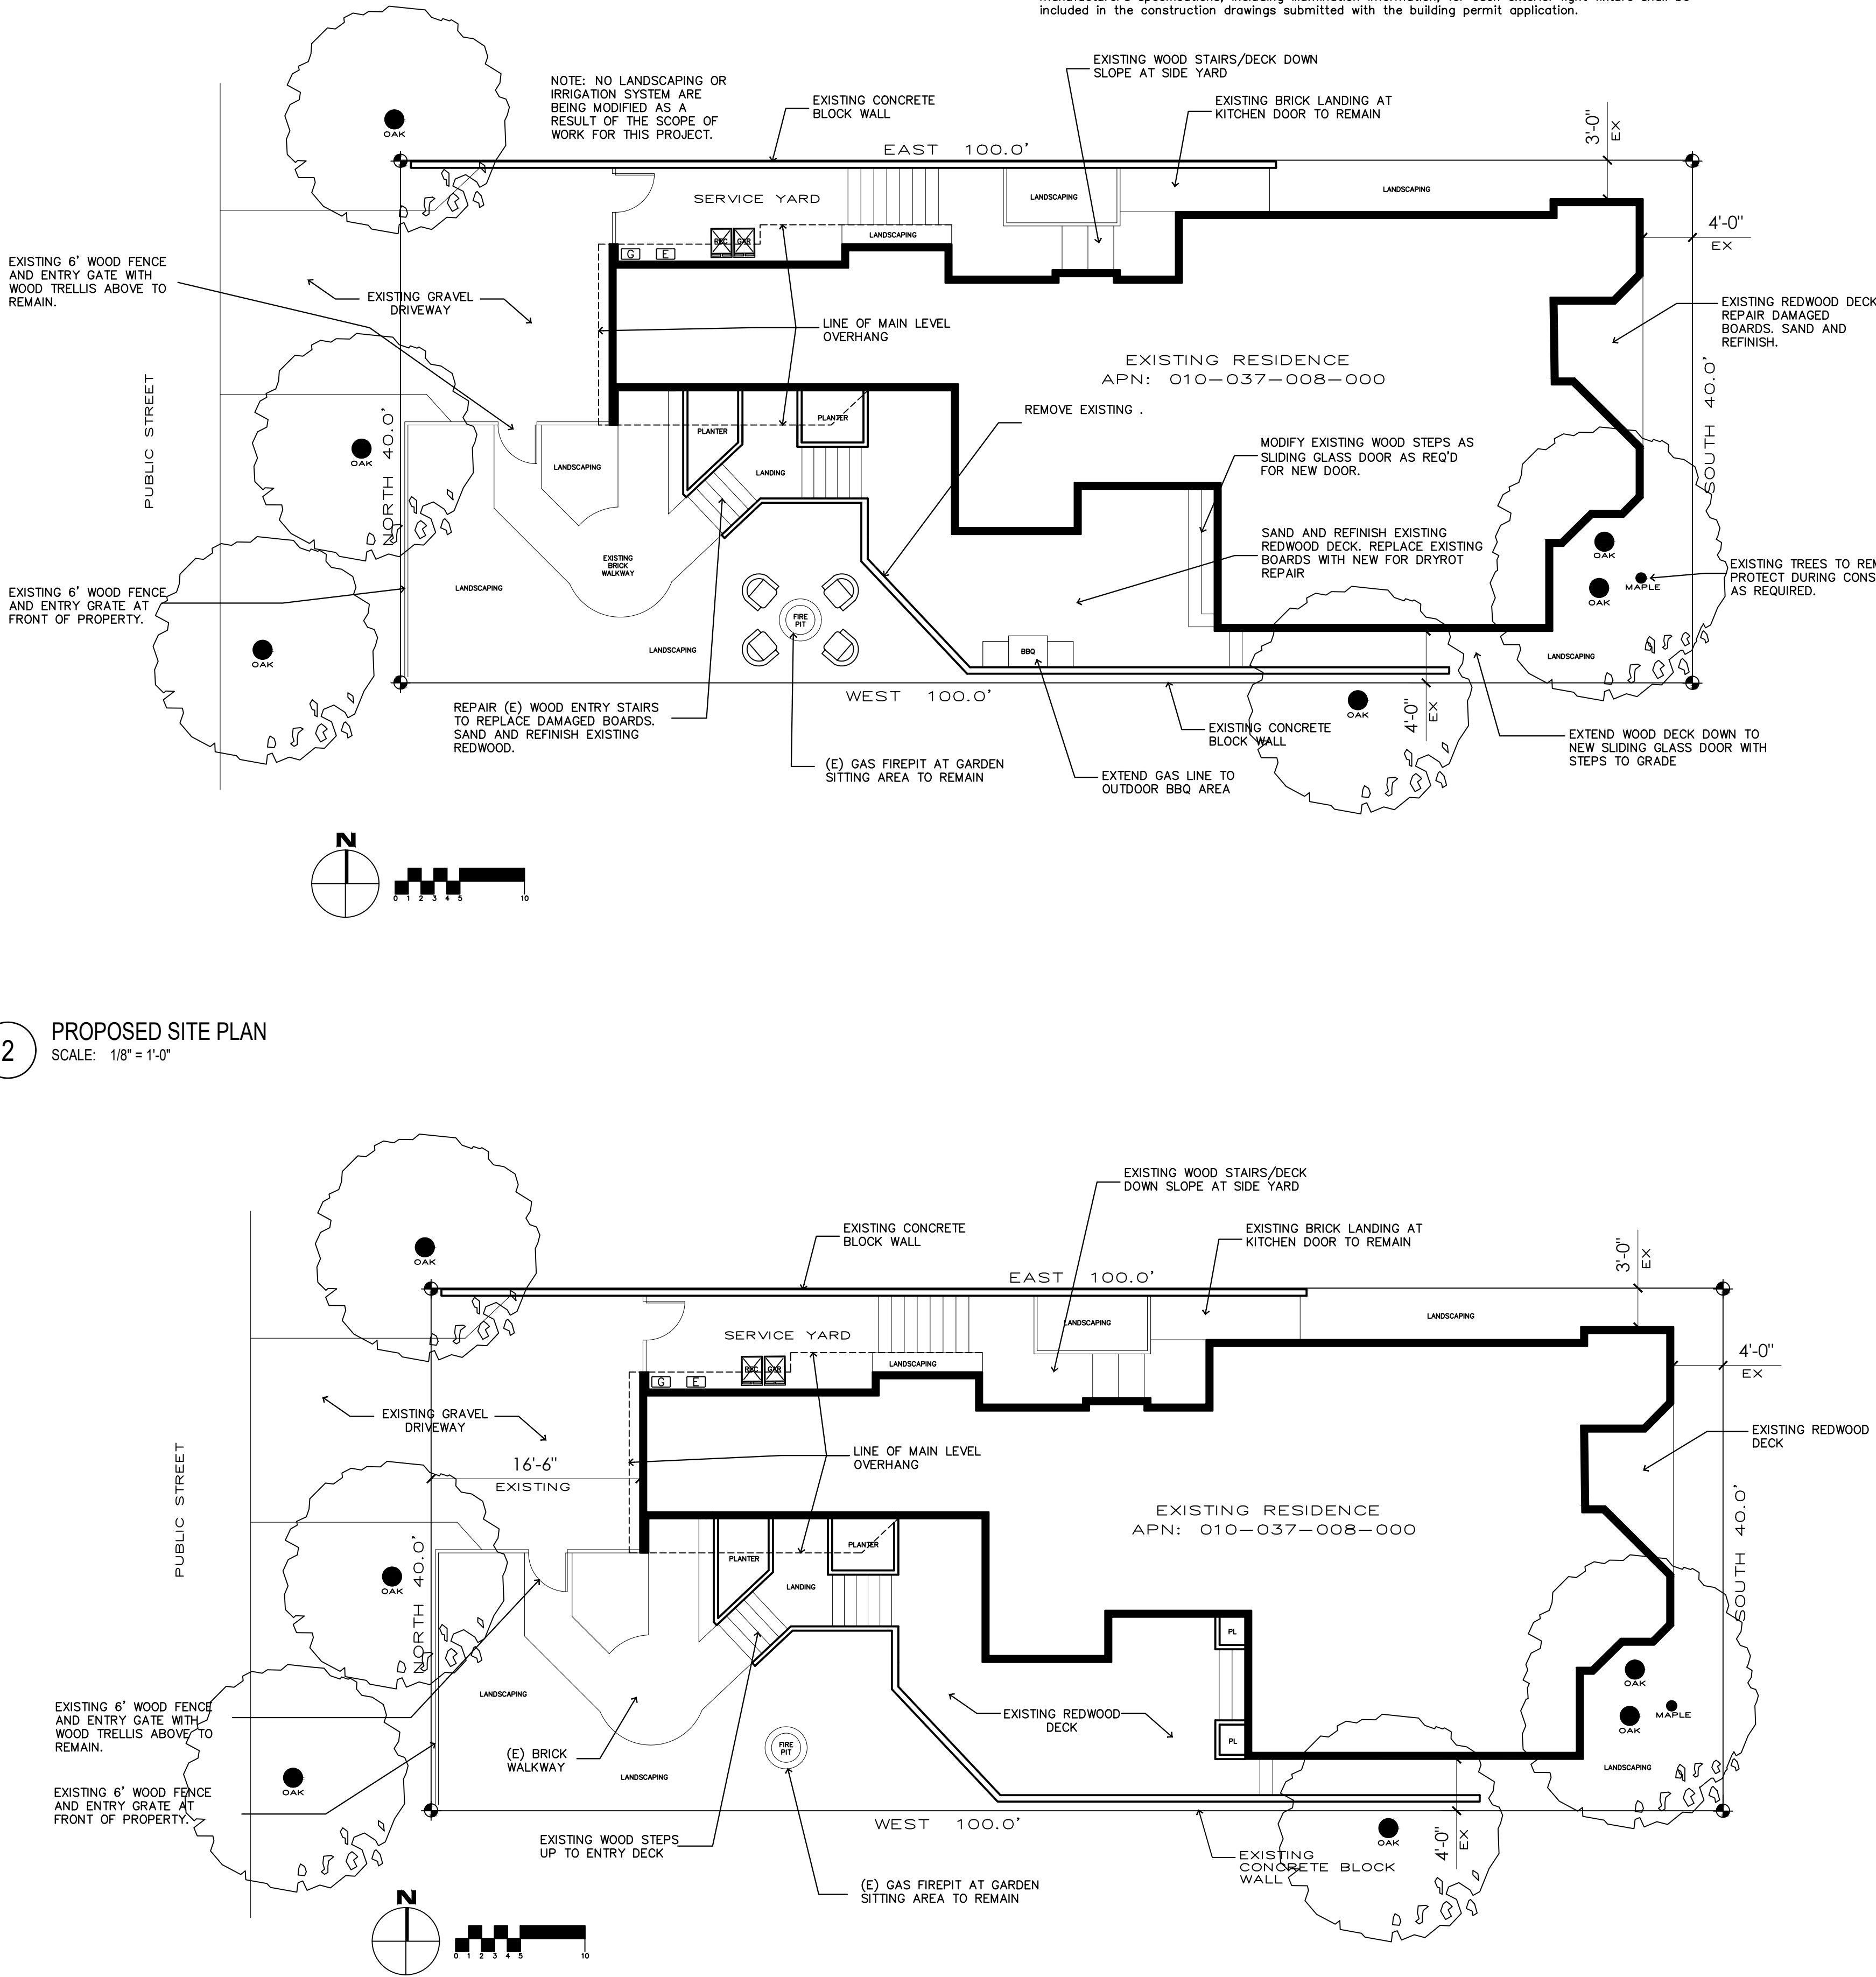 included in the construction drawings submitted with the building permit application.
NOTE: NO LANDSCAPING OR
IRRIGATION SYSTEM ARE
BEING MODIFIED AS A
RESULT OF THE SCOPE OF
WORK FOR THIS PROJECT.
EXISTING CONCRETE
BLOCK WALL
EXISTING WOOD STAIRS/DECK DOWN
SLOPE AT SIDE YARD
EXISTING BRICK LANDING AT
KITCHEN DOOR TO REMAIN
3'-0"
EX
OAK
EAST 100.0'
SERVICE YARD
LANDSCAPING
LANDSCAPING
LANDSCAPING
4'-0"
EX
REC
GAR
G
E
EXISTING 6' WOOD FENCE
AND ENTRY GATE WITH
WOOD TRELLIS ABOVE TO
REMAIN.
EXISTING GRAVEL
DRIVEWAY
LINE OF MAIN LEVEL
OVERHANG
EXISTING REDWOOD DECK
REPAIR DAMAGED
BOARDS. SAND AND
REFINISH.
EXISTING RESIDENCE
APN: 010-037-008-000
PUBLIC STREET
NORTH 40.0'
SOUTH 40.0'
REMOVE EXISTING .
PLANTER
PLANTER
OAK
LANDSCAPING
LANDING
MODIFY EXISTING WOOD STEPS AS
SLIDING GLASS DOOR AS REQ'D
FOR NEW DOOR.
SAND AND REFINISH EXISTING
REDWOOD DECK. REPLACE EXISTING
BOARDS WITH NEW FOR DRYROT
REPAIR
OAK
EXISTING
BRICK
WALKWAY
LANDSCAPING
OAK
MAPLE
EXISTING TREES TO
PROTECT DURING
AS REQUIRED.
EXISTING 6' WOOD FENCE
AND ENTRY GRATE AT
FRONT OF PROPERTY.
FIRE
PIT
OAK
LANDSCAPING
BBQ
LANDSCAPING
WEST 100.0'
OAK
4'-0"
EX
REPAIR (E) WOOD ENTRY STAIRS
TO REPLACE DAMAGED BOARDS.
SAND AND REFINISH EXISTING
REDWOOD.
EXISTING CONCRETE
BLOCK WALL
EXTEND WOOD DECK DOWN TO
NEW SLIDING GLASS DOOR WITH
STEPS TO GRADE
(E) GAS FIREPIT AT GARDEN
SITTING AREA TO REMAIN
EXTEND GAS LINE TO
OUTDOOR BBQ AREA
N
0 1 2 3 4 5 10
2
PROPOSED SITE PLAN
SCALE: 1/8" = 1'-0"
EXISTING WOOD STAIRS/DECK
DOWN SLOPE AT SIDE YARD
EXISTING CONCRETE
BLOCK WALL
EXISTING BRICK LANDING AT
KITCHEN DOOR TO REMAIN
3'-0"
EX
OAK
EAST 100.0'
SERVICE YARD
LANDSCAPING
LANDSCAPING
LANDSCAPING
4'-0"
EX
REC
GAR
G
E
EXISTING GRAVEL
DRIVEWAY
16'-6"
EXISTING
LINE OF MAIN LEVEL
OVERHANG
EXISTING REDWOOD
DECK
EXISTING RESIDENCE
APN: 010-037-008-000
PUBLIC STREET
NORTH 40.0'
SOUTH 40.0'
PLANTER
PLANTER
OAK
LANDING
PL
OAK
MAPLE
OAK
LANDSCAPING
EXISTING 6' WOOD FENCE
AND ENTRY GATE WITH
WOOD TRELLIS ABOVE TO
REMAIN.
EXISTING REDWOOD
DECK
PL
FIRE
PIT
(E) BRICK
WALKWAY
LANDSCAPING
LANDSCAPING
OAK
EXISTING 6' WOOD FENCE
AND ENTRY GRATE AT
FRONT OF PROPERTY.
WEST 100.0'
OAK
4'-0"
EX
EXISTING WOOD STEPS
UP TO ENTRY DECK
EXISTING
CONCRETE BLOCK
WALL
(E) GAS FIREPIT AT GARDEN
SITTING AREA TO REMAIN
N
0 1 2 3 4 5 10